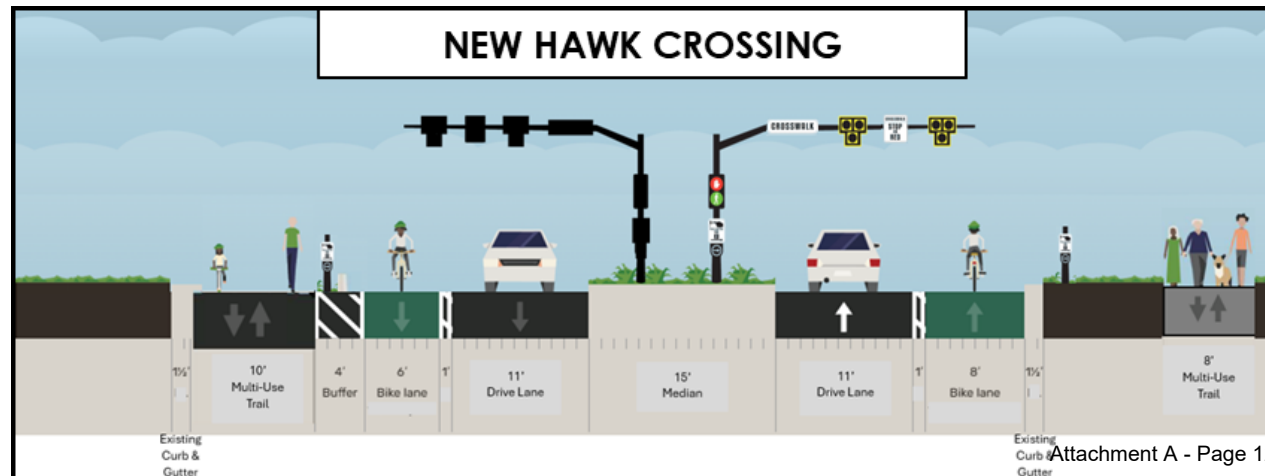 NEW HAWK CROSSING
CROSSWALK
STOP
RED
1½'
10'
Multi-Use
Trail
4'
Buffer
6'
Bike lane
1'
11'
Drive Lane
15'
Median
11'
Drive Lane
1'
8'
Bike lane
1½'
8'
Multi-Use
Trail
Existing
Curb &
Gutter
Existing
Curb &
Gutter
Attachment A - Page 1